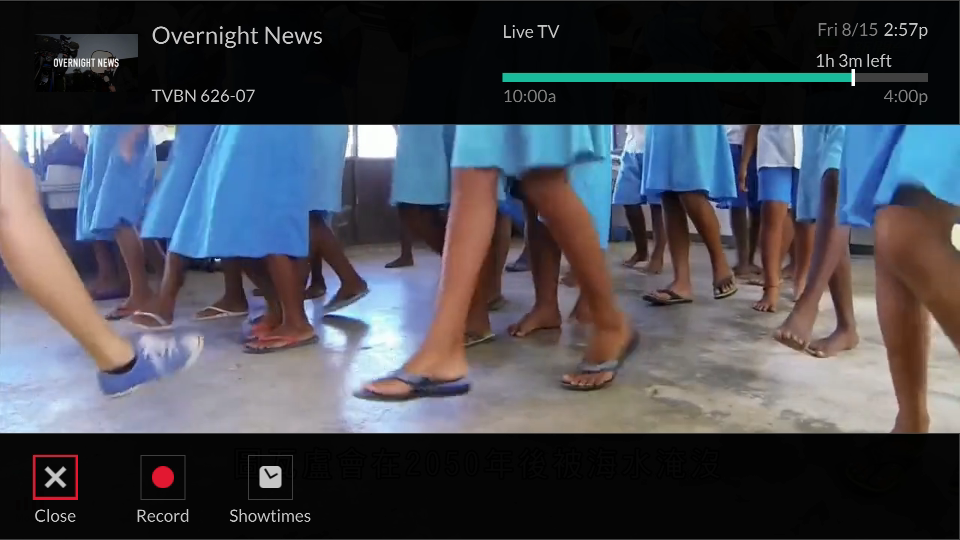 Overnight News
Live TV
Fri 8/15 2:57p
OVERNIGHT NEWS
1h 3m left
TVBN 626-07
10:00a
4:00p
盧會在2050年後被海水淹沒
Close
Record
Showtimes